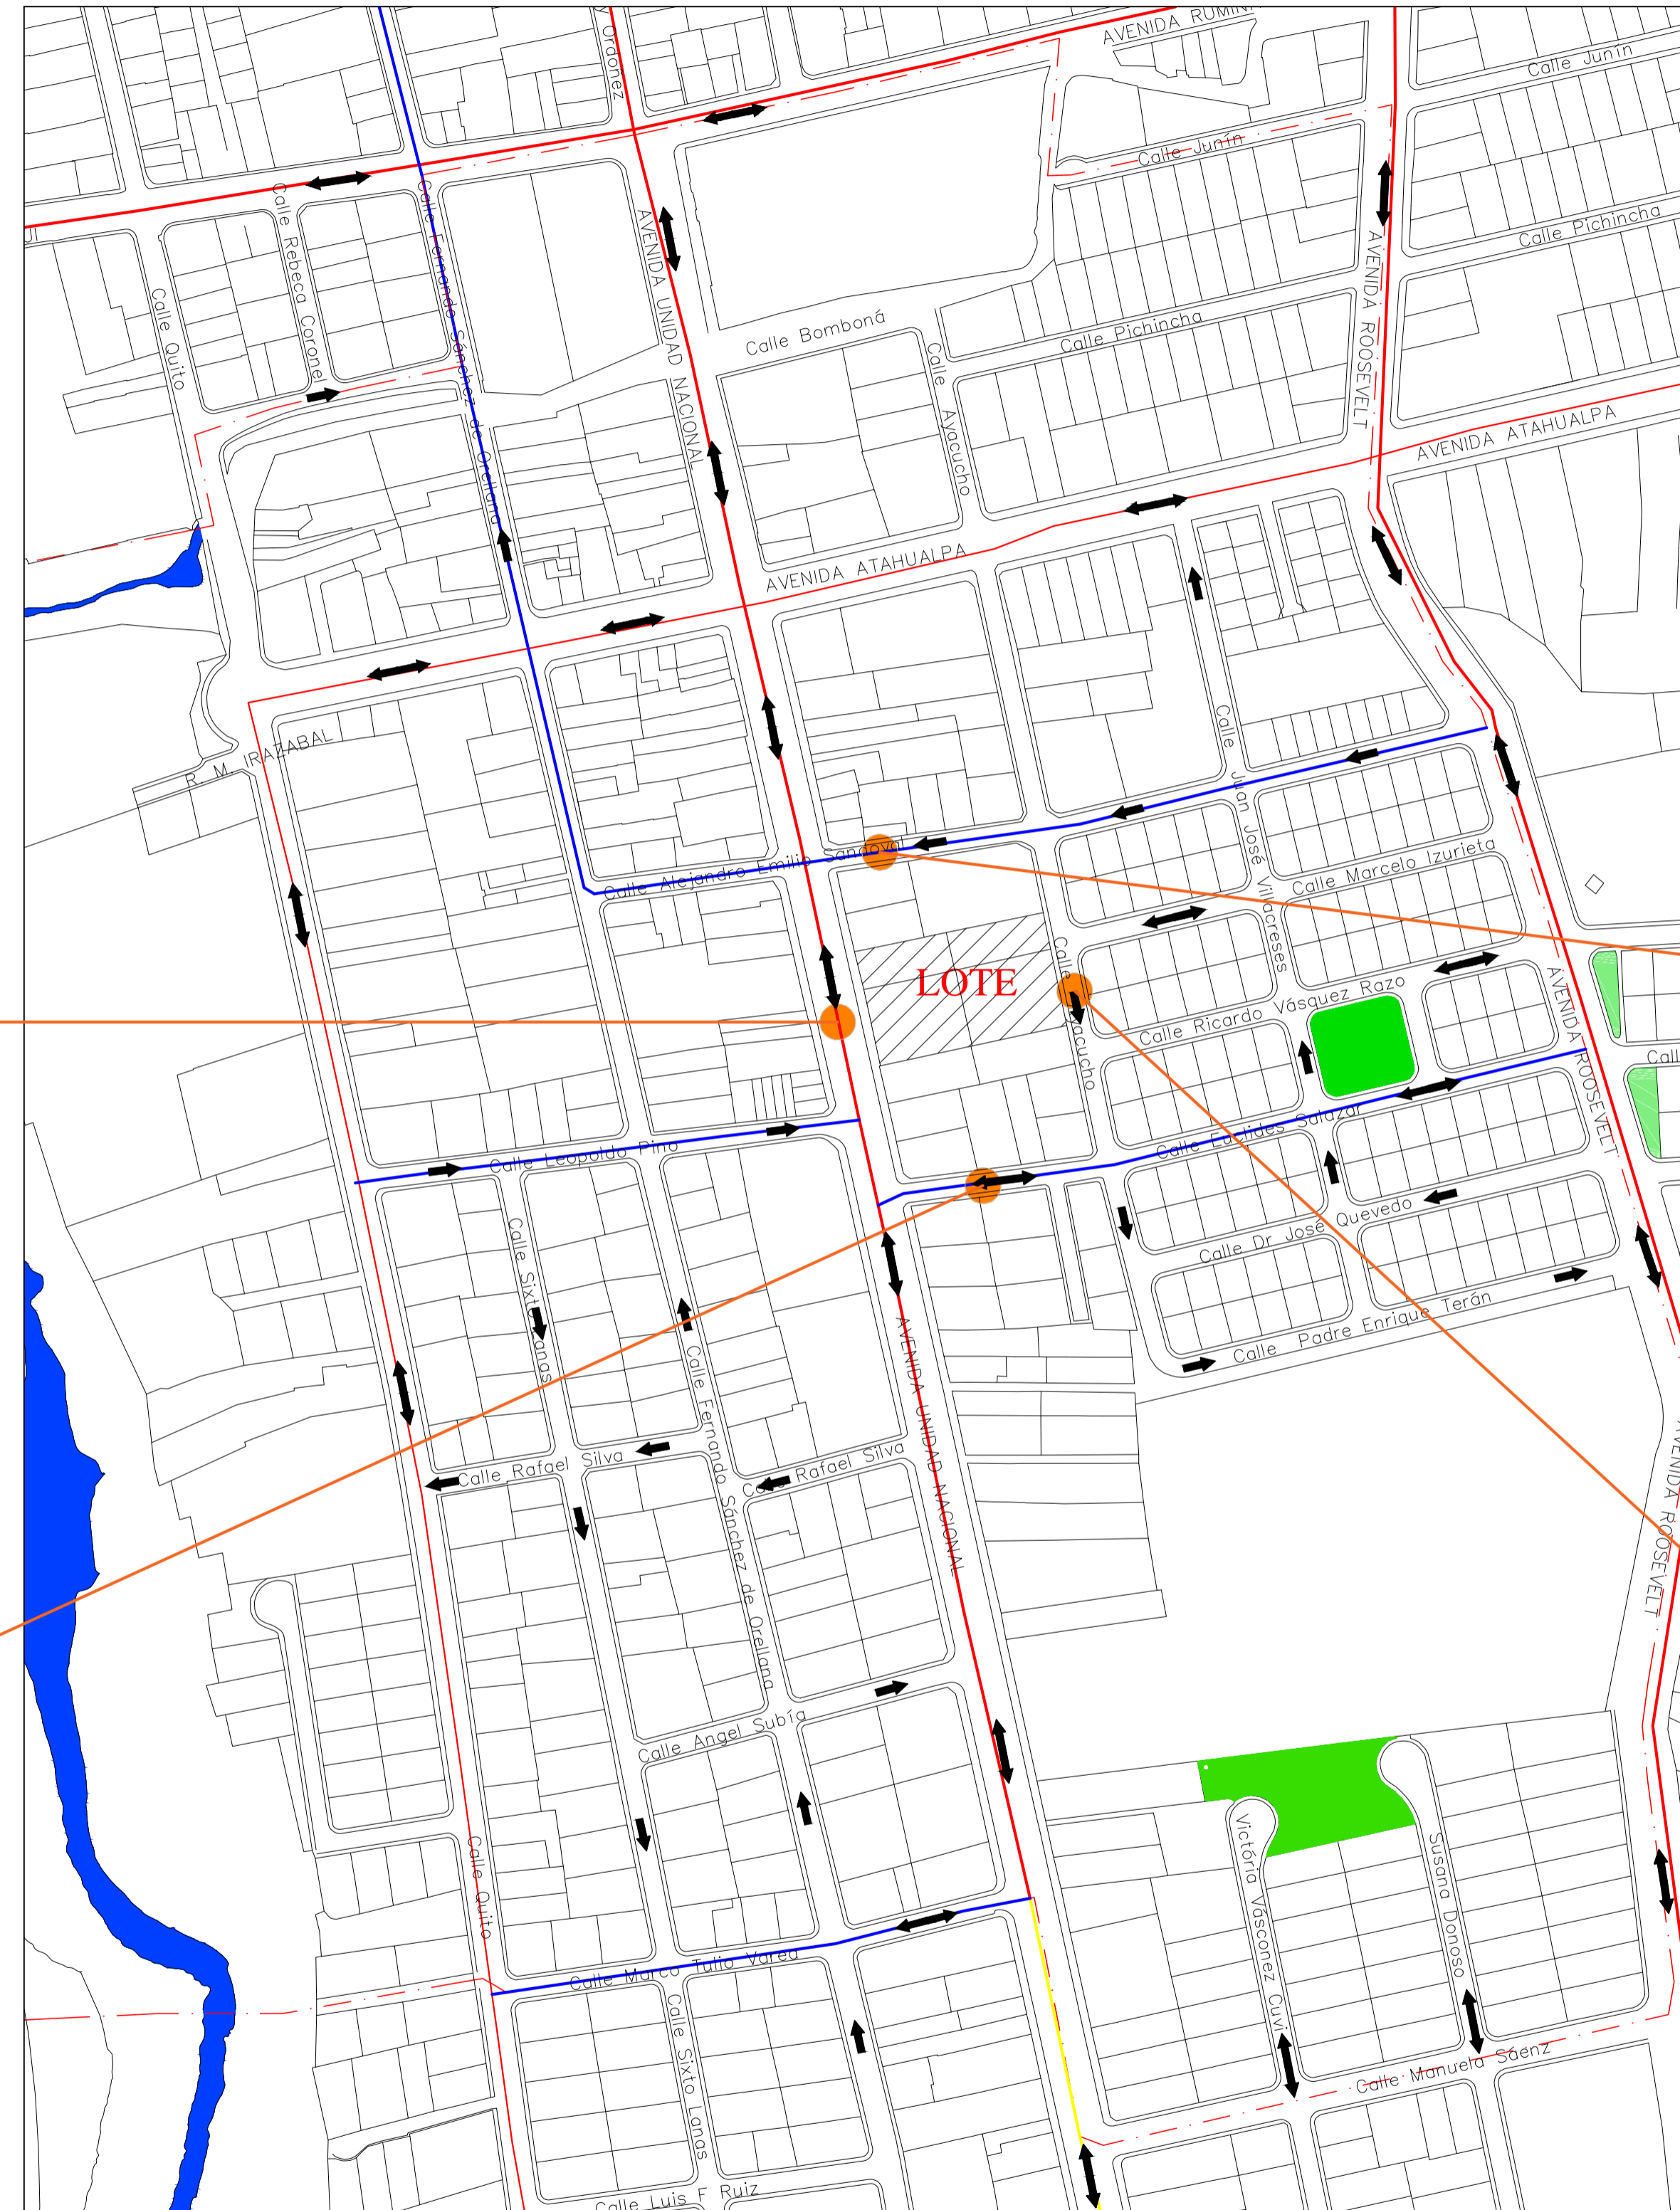 AVENIDA
Calle Junín
Ordoñez
Calle Junín
UI
Calle Rebeca Corone
Calle Fernando Sánchez de Orellana
AVENIDA UNIDAD NACIONAL
AVENIDA ROOSEVELT
Calle Pichincha
Calle Quito
Calle Bomboná
Calle Pichincha
Calle Ayacucho
AVENIDA ATAHUALPA
AVENIDA ATAHUALPA
R. M. IRAZABAL
Calle Juan José Villacreses
Calle Alejandro Emilio Sandoval
Calle Marcelo Izurieta
LOTE
Calle Ayacucho
Calle Ricardo Vásquez Razo
AVENIDA ROOSEVELT
Call
Calle Leopoldo Pino
Calle Euclides Salazar
Calle Sixto Lanas
Calle Dr José Quevedo
Calle Padre Enrique Terán
Calle Fernando Sánchez de Orellana
AVENIDA UNIDAD NACIONAL
Calle Rafael Silva
Calle Rafael Silva
AVENIDA ROOSEVELT
Calle Angel Subía
Calle Quito
Victória Vásconez Cuvi
Susana Donoso
Calle Marco Tulio Varea
Calle Sixto Lanas
Calle Manuela Sáenz
Calle Luis F Ruiz